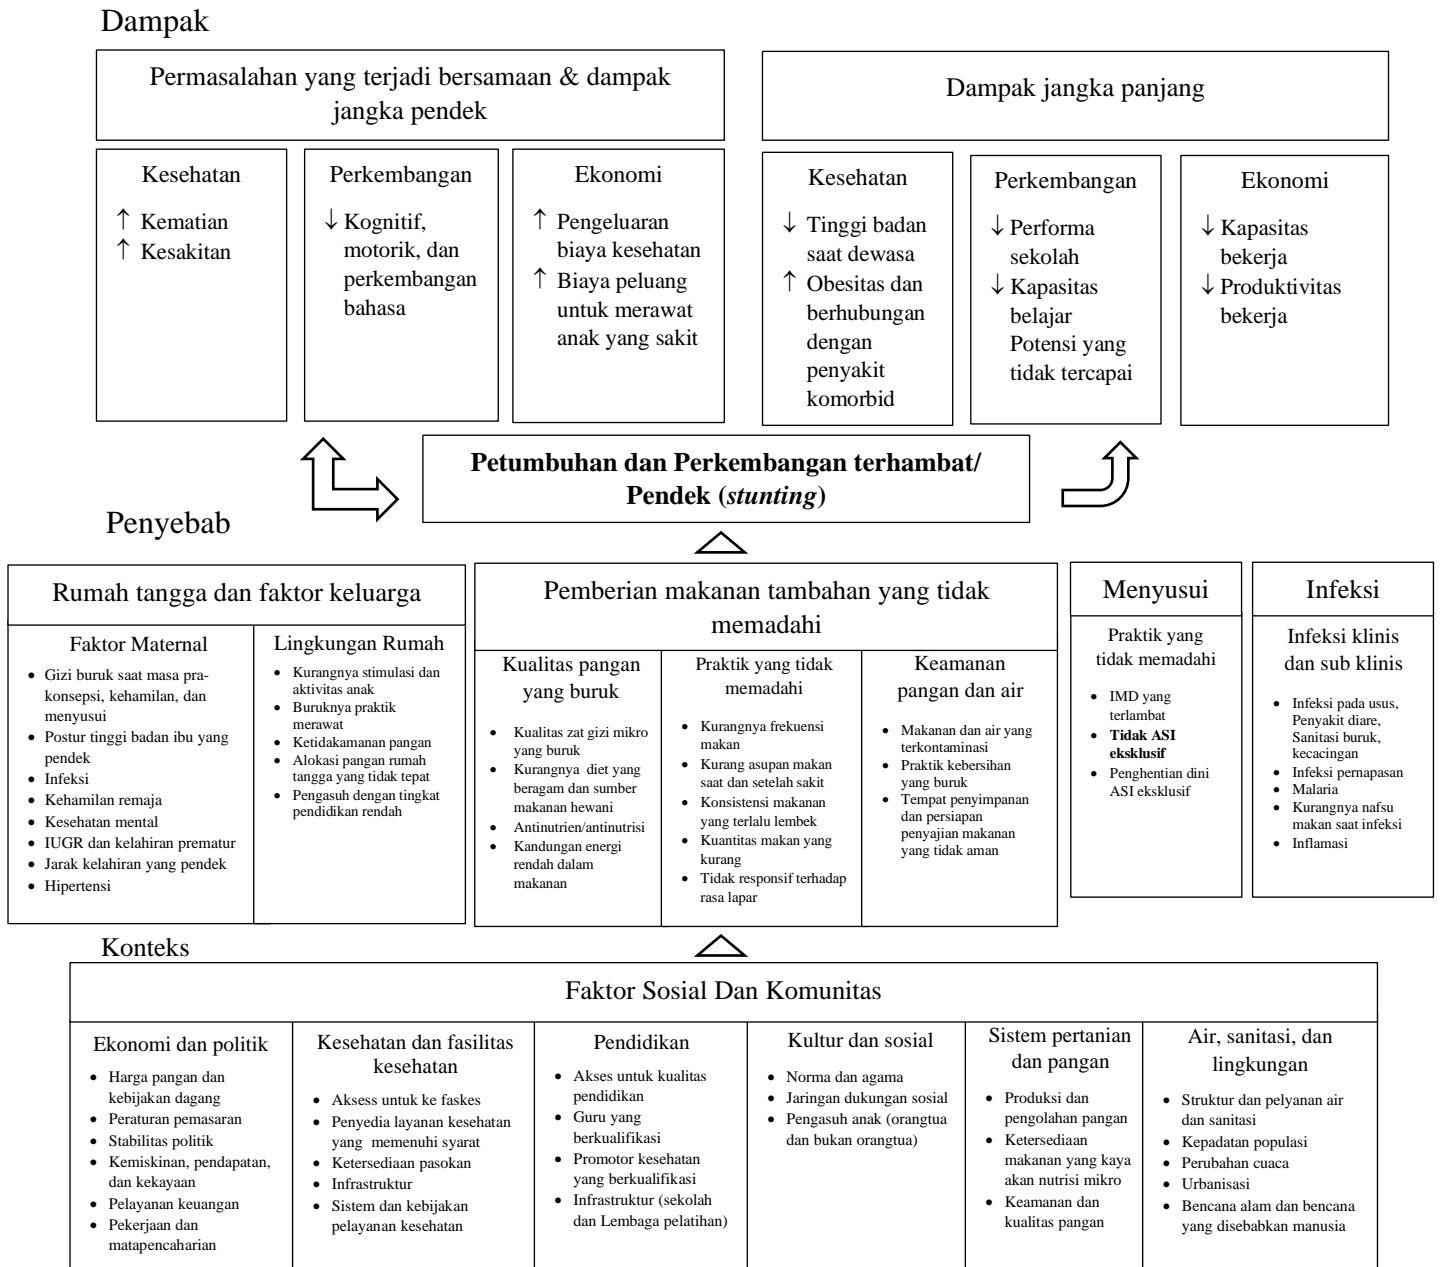 Dampak
Permasalahan yang terjadi bersamaan & dampak
jangka pendek
Dampak jangka panjang
Kesehatan
↑ Kematian
↑ Kesakitan
Perkembangan
↓ Kognitif,
motorik, dan
perkembangan
bahasa
Ekonomi
↑ Pengeluaran
biaya kesehatan
↑ Biaya peluang
untuk merawat
anak yang sakit
Kesehatan
↓ Tinggi badan
saat dewasa
↑ Obesitas dan
berhubungan
dengan
penyakit
komorbid
Perkembangan
↓ Performa
sekolah
↓ Kapasitas
belajar
Potensi yang
tidak tercapai
Ekonomi
↓ Kapasitas
bekerja
↓ Produktivitas
bekerja
Petumbuhan dan Perkembangan terhambat/
Pendek (stunting)
Penyebab
Rumah tangga dan faktor keluarga
Faktor Maternal
• Gizi buruk saat masa pra-
konsepsi, kehamilan, dan
menyusui
• Postur tinggi badan ibu yang
pendek
• Infeksi
• Kehamilan remaja
• Kesehatan mental
• IUGR dan kelahiran prematur
• Jarak kelahiran yang pendek
• Hipertensi
Lingkungan Rumah
• Kurangnya stimulasi dan
aktivitas anak
• Buruknya praktik
merawat
• Ketidakamanan pangan
• Alokasi pangan rumah
tangga yang tidak tepat
• Pengasuh dengan tingkat
pendidikan rendah
Pemberian makanan tambahan yang tidak
memadahi
Kualitas pangan
yang buruk
• Kualitas zat gizi mikro
yang buruk
• Kurangnya diet yang
beragam dan sumber
makanan hewani
• Antinutrien/antinutrisi
• Kandungan energi
rendah dalam
makanan
Praktik yang tidak
memadahi
• Kurangnya frekuensi
makan
• Kurang asupan makan
saat dan setelah sakit
• Konsistensi makanan
yang terlalu lembek
• Kuantitas makan yang
kurang
• Tidak responsif terhadap
rasa lapar
Keamanan
pangan dan air
• Makanan dan air yang
terkontaminasi
• Praktik kebersihan
yang buruk
• Tempat penyimpanan
dan persiapan
penyajian makanan
yang tidak aman
Menyusui
Praktik yang
tidak memadahi
• IMD yang
terlambat
• Tidak ASI
eksklusif
• Penghentian dini
ASI eksklusif
Infeksi
Infeksi klinis
dan sub klinis
• Infeksi pada usus,
Penyakit diare,
Sanitasi buruk,
kecacingan
• Infeksi pernapasan
• Malaria
• Kurangnya nafsu
makan saat infeksi
• Inflamasi
Konteks
Faktor Sosial Dan Komunitas
Ekonomi dan politik
• Harga pangan dan
kebijakan dagang
• Peraturan pemasaran
• Stabilitas politik
• Kemiskinan, pendapatan,
dan kekayaan
• Pelayanan keuangan
• Pekerjaan dan
matapencaharian
Kesehatan dan fasilitas
kesehatan
• Aksess untuk ke faskes
• Penyedia layanan kesehatan
yang memenuhi syarat
• Ketersediaan pasokan
• Infrastruktur
• Sistem dan kebijakan
pelayanan kesehatan
Pendidikan
• Akses untuk kualitas
pendidikan
• Guru yang
berkualifikasi
• Promotor kesehatan
yang berkualifikasi
• Infrastruktur (sekolah
dan Lembaga pelatihan)
Kultur dan sosial
• Norma dan agama
• Jaringan dukungan sosial
• Pengasuh anak (orangtua
dan bukan orangtua)
Sistem pertanian
dan pangan
• Produksi dan
pengolahan pangan
• Ketersediaan
makanan yang kaya
akan nutrisi mikro
• Keamanan dan
kualitas pangan
Air, sanitasi, dan
lingkungan
• Struktur dan pelyanan air
dan sanitasi
• Kepadatan populasi
• Perubahan cuaca
• Urbanisasi
• Bencana alam dan bencana
yang disebabkan manusia